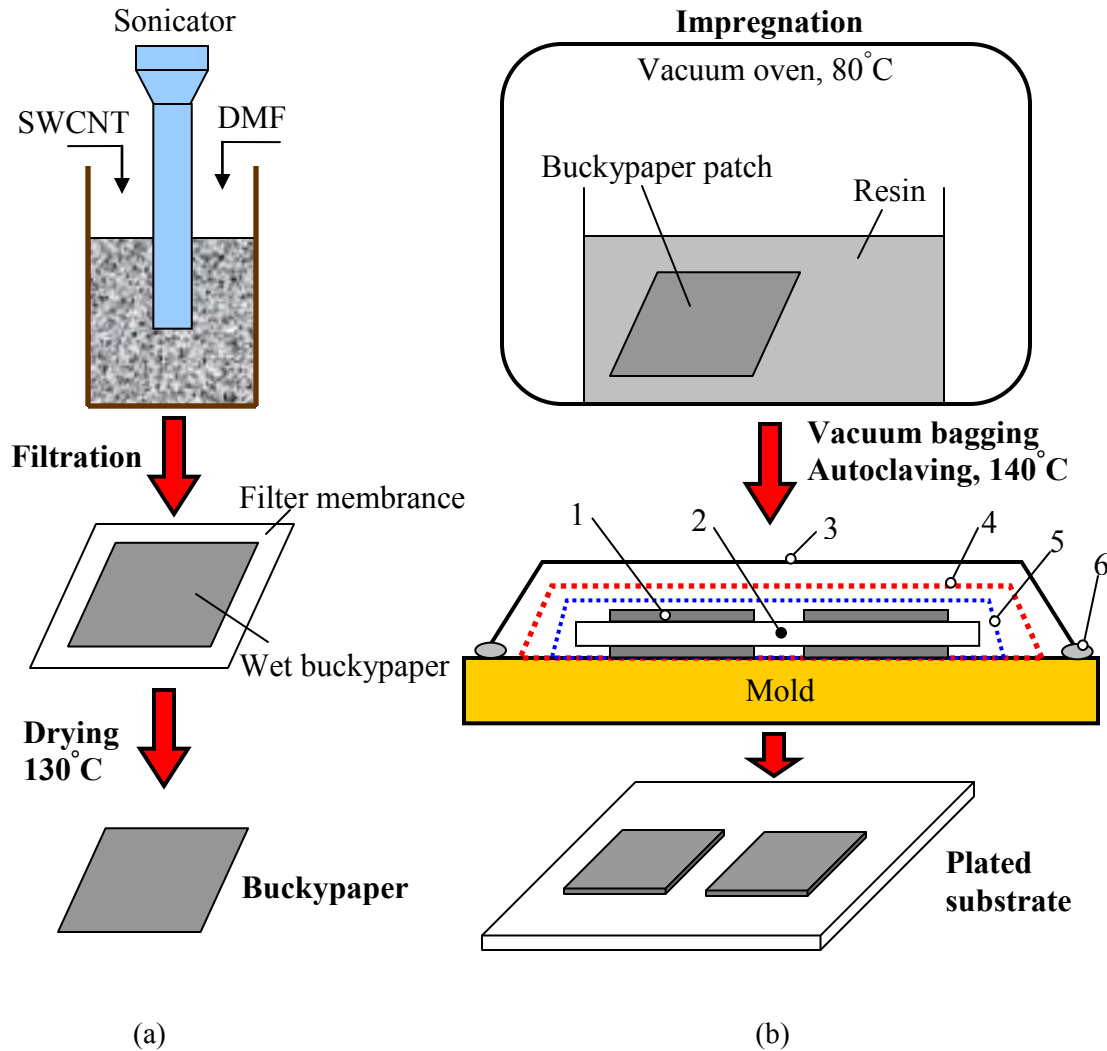 Sonicator
SWCNT
DMF
Filtration
Filter membrance
Wet buckypaper
Drying
130°C
Buckypaper
(a)
Impregnation
Vacuum oven, 80°C
Buckypaper patch
Resin
Vacuum bagging
Autoclaving, 140°C
1
2
3
4
5
6
Mold
Plated
substrate
(b)